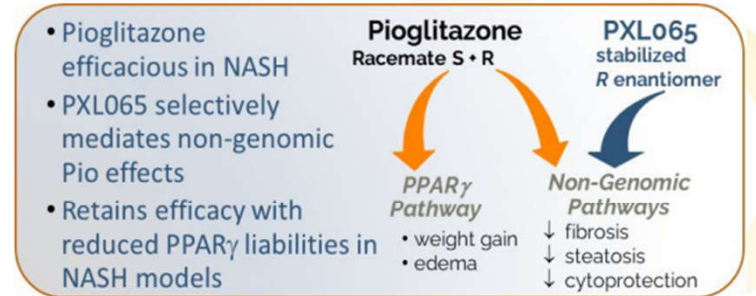 • Pioglitazone
efficacious in NASH
• PXL065 selectively
mediates non-genomic
Pio effects
• Retains efficacy with
reduced PPARγ liabilities in
NASH models
Pioglitazone
Racemate S + R
PXL065
stabilized
R enantiomer
PPARγ
Pathway
• weight gain
• edema
Non-Genomic
Pathways
↓ fibrosis
↓ steatosis
↓ cytoprotection